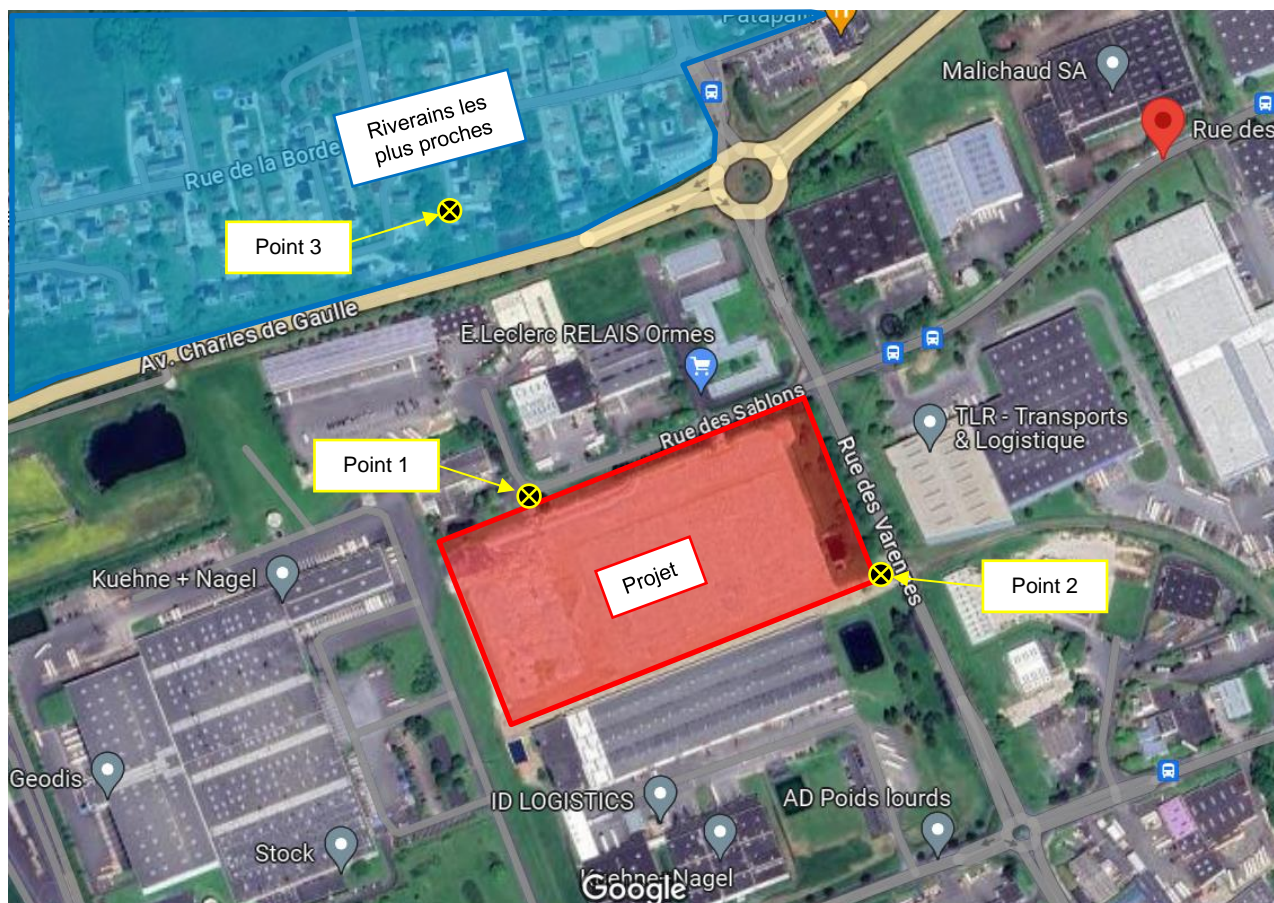 Patapain
Malichaud SA
Riverains les
plus proches
Rue des
Rue de la Borde
Point 3
Av. Charles de Gaulle
E.Leclerc RELAIS Ormes
Rue des Sablons
TLR - Transports
& Logistique
Point 1
Rue des Varennes
Kuehne + Nagel
Projet
Point 2
Geodis
ID LOGISTICS
AD Poids lourds
Stock
Kuehne+Nagel
Google